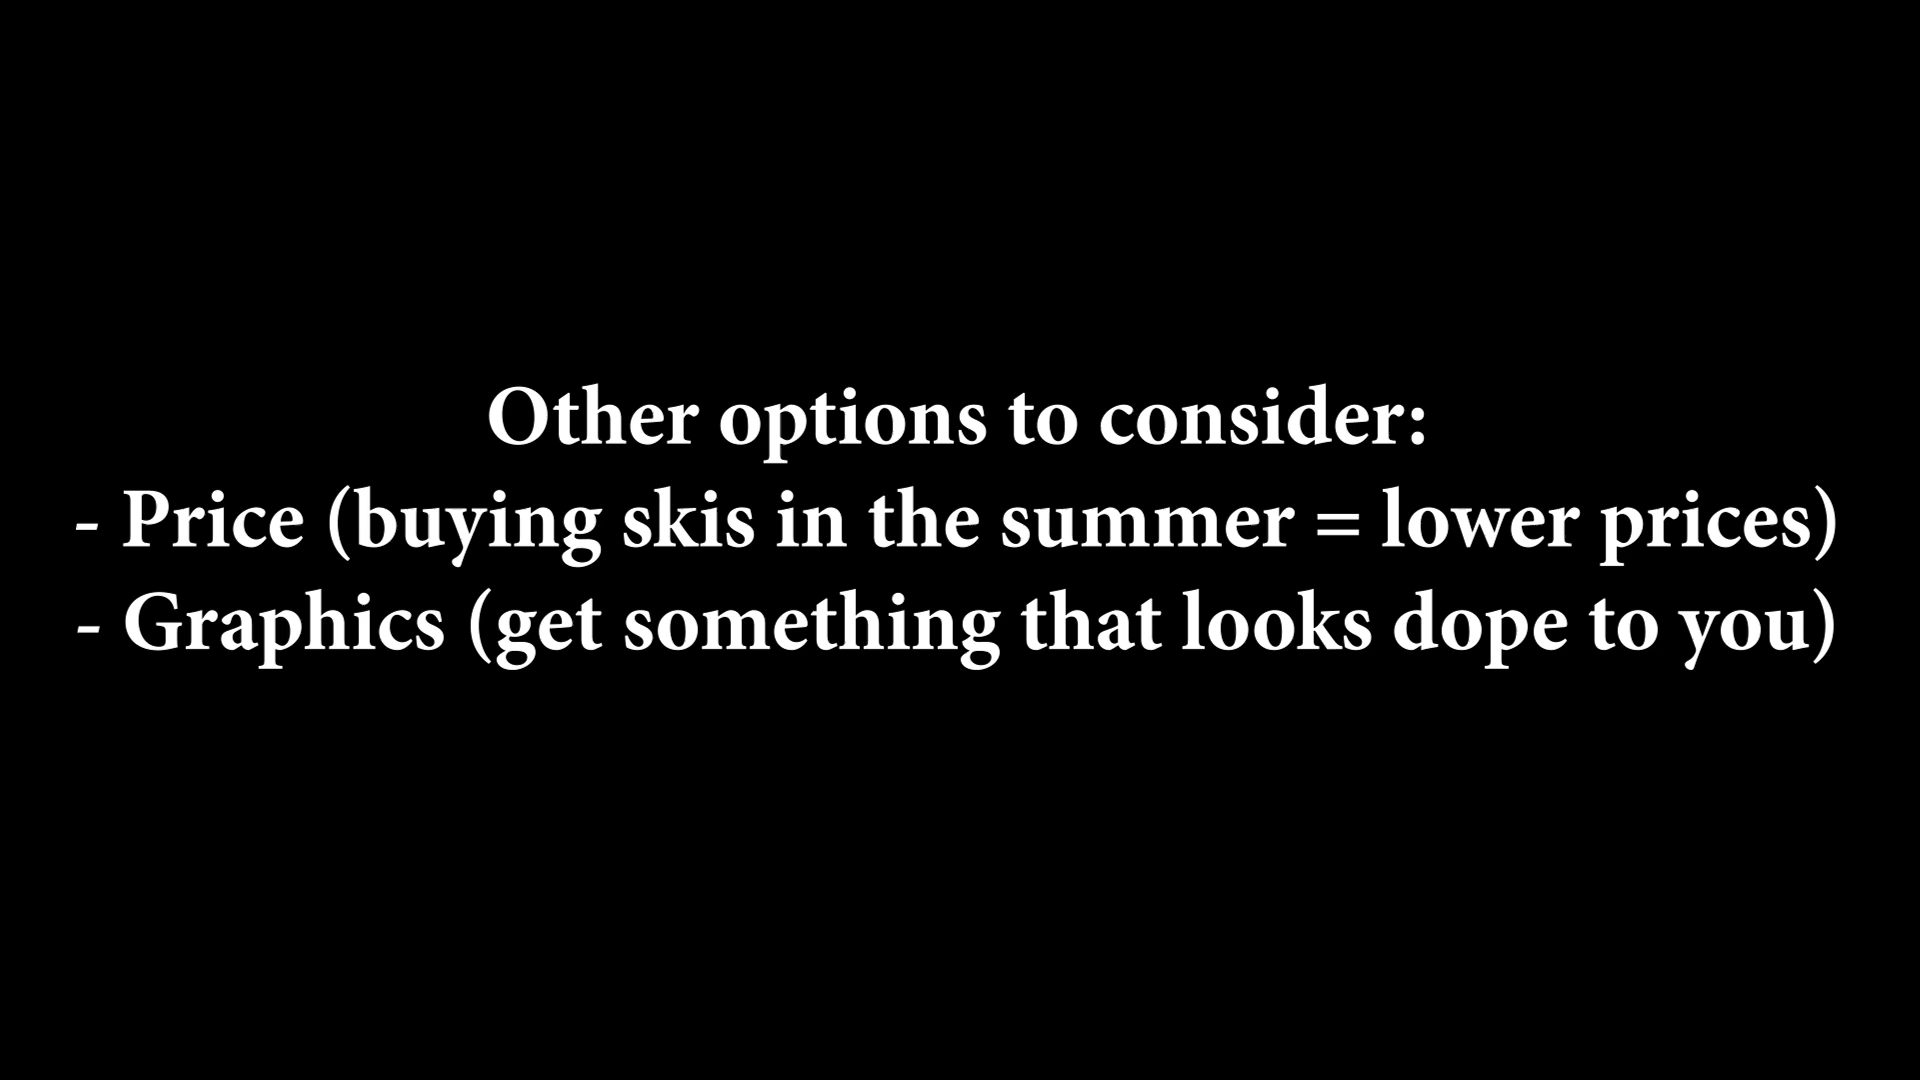 Other options to consider:
- Price (buying skis in the summer = lower prices)
- Graphics (get something that looks dope to you)